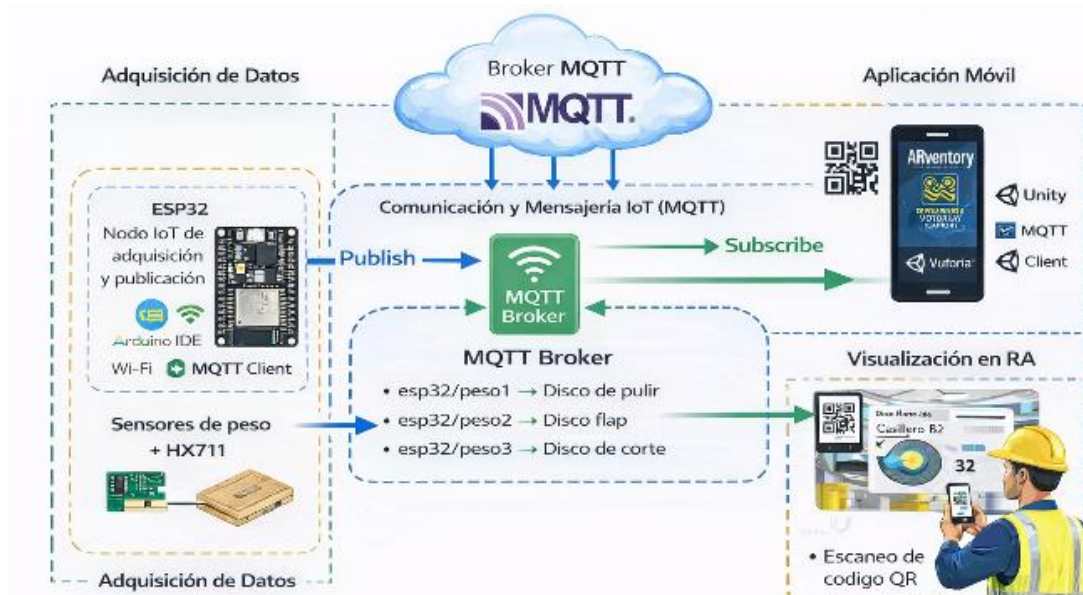 Adquisición de Datos
Broker MQTT
MQTT.
Aplicación Móvil
ESP32
Nodo IoT de
adquisición
y publicación
Arduino IDE
Wi-Fi MQTT Client
Sensores de peso
+ HX711
Adquisición de Datos
Comunicación y Mensajería IoT (MQTT)
Publish
Subscribe
MQTT
Broker
MQTT Broker
• esp32/peso1 → Disco de pulir
• esp32/peso2 → Disco flap
• esp32/peso3 → Disco de corte
ARventory
Vuforia
Unity
MQTT
Client
Visualización en RA
Casillero B2
32
• Escaneo de
codigo QR